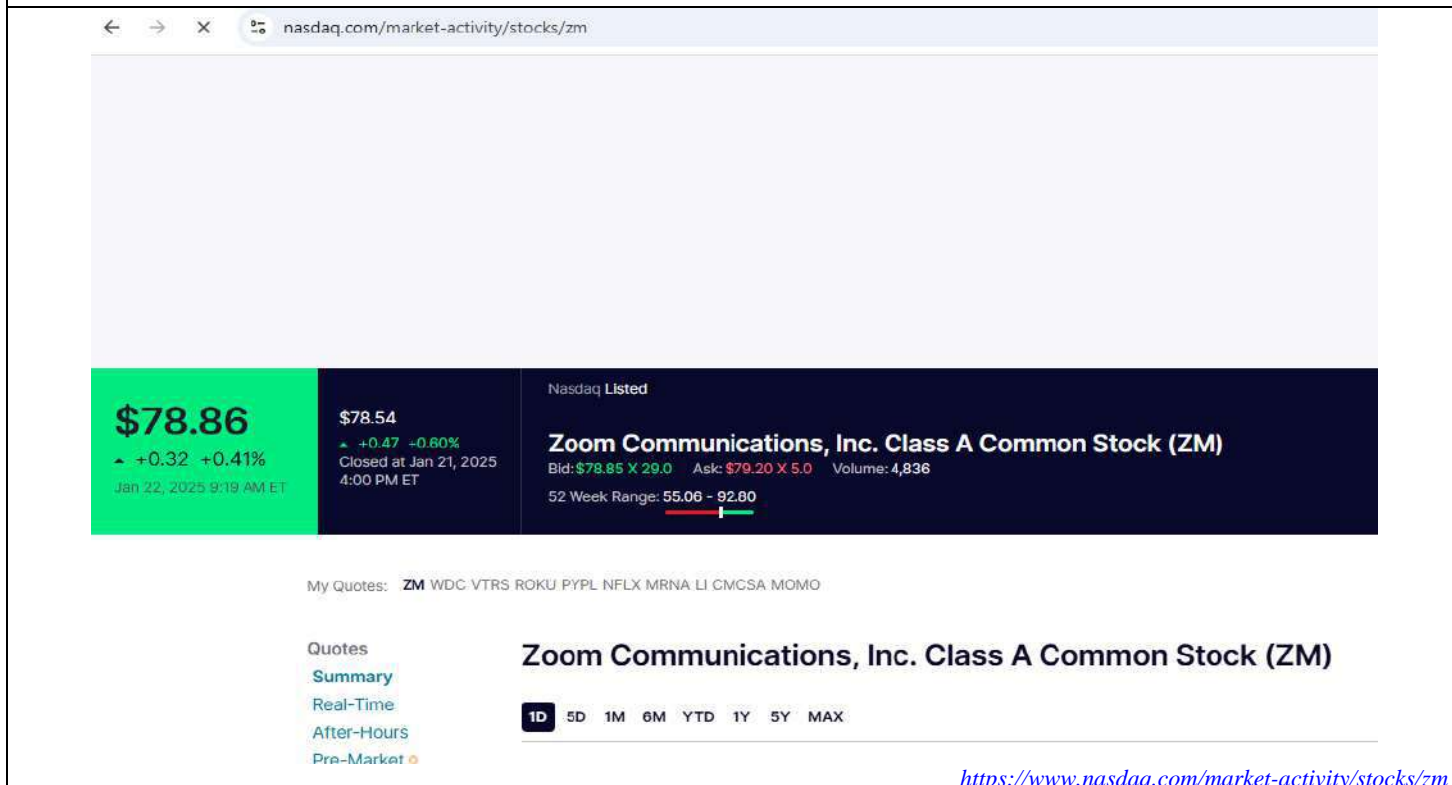 nasdaq.com/market-activity/stocks/zm
$78.86
+0.32 +0.41%
Jan 22, 2025 9:19 AM ET
$78.54
+0.47 +0.60%
Closed at Jan 21, 2025
4:00 PM ET
Nasdaq Listed
Zoom Communications, Inc. Class A Common Stock (ZM)
Bid: $78.85 X 29.0 Ask: $79.20 X 5.0 Volume: 4,836
52 Week Range: 55.06 - 92.80
My Quotes: ZM WDC VTRS ROKU PYPL NFLX MRNA LI CMCSA MOMO
Quotes
Summary
Real-Time
After-Hours
Pre-Market
Zoom Communications, Inc. Class A Common Stock (ZM)
1D 5D 1M 6M YTD 1Y 5Y MAX
https://www.nasdaq.com/market-activity/stocks/zm